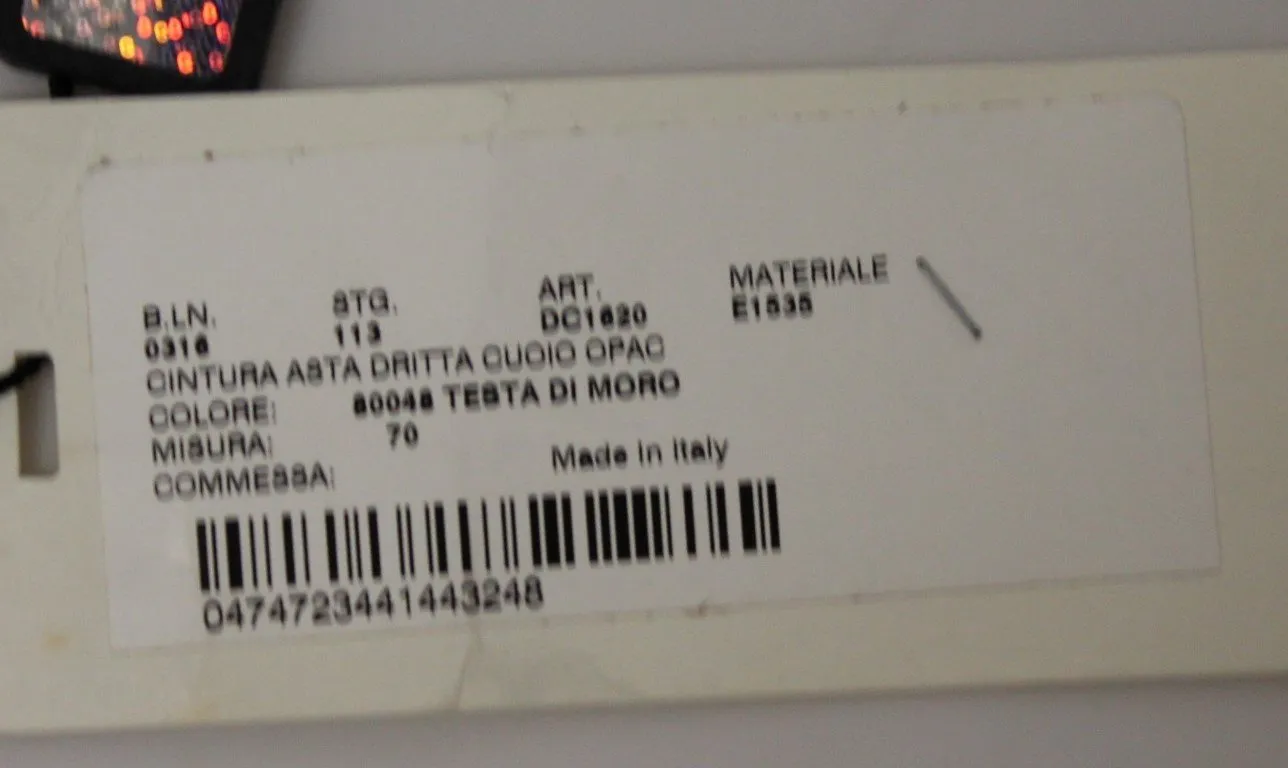 B.LN. STG. ART. MATERIALE
0316 113 DC1620 E1535
CINTURA ASTA DRITTA CUOIO OPAC
COLORE: 80048 TESTA DI MORO
MISURA: 70
COMMESSA: Made in Italy
0474723441443248